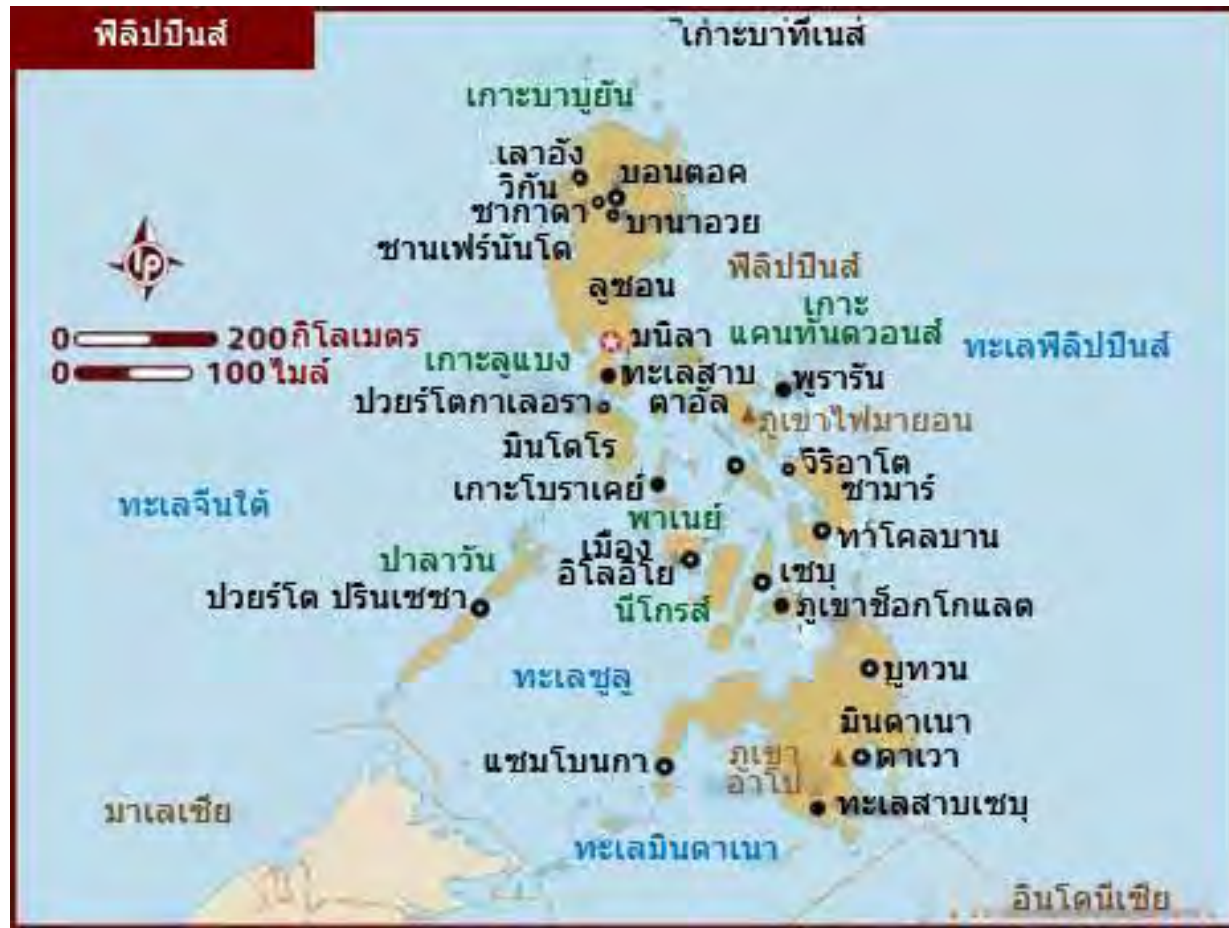 ฟิลิปปินส์
เกาะบาทีเนส์
เกาะบาบูยัน
เลาอัง
บอนตอค
วิกัน
ซากาดา
บานาอวย
ซานเฟร์นันโด
ฟิลิปปินส์
ลูซอน
เกาะ
แคนทันดวอนส์
0 200 กิโลเมตร
มนิลา
ทะเลฟิลิปปินส์
0 100 ไมล์
เกาะลูแบง
ทะเลสาบ
ตาอัล
พูรารัน
ปวยร์โตกาเลอรา
ภูเขาไฟมายอน
มินโดโร
วิริอาโต
ซามาร์
เกาะโบราเคย์
ทะเลจีนใต้
พาเนย์
ทาโคลบาน
ปาลาวัน
เมือง
อิโลอิโย
เซบู
ปวยร์โต ปรินเซซา
นีโกรส์
ภูเขาช็อกโกแลต
ทะเลซูลู
บูทวน
มินดาเนา
แซมโบนกา
ภูเขา
อาโป
ดาเวา
มาเลเซีย
ทะเลสาบเซบู
ทะเลมินดาเนา
อินโดนีเซีย